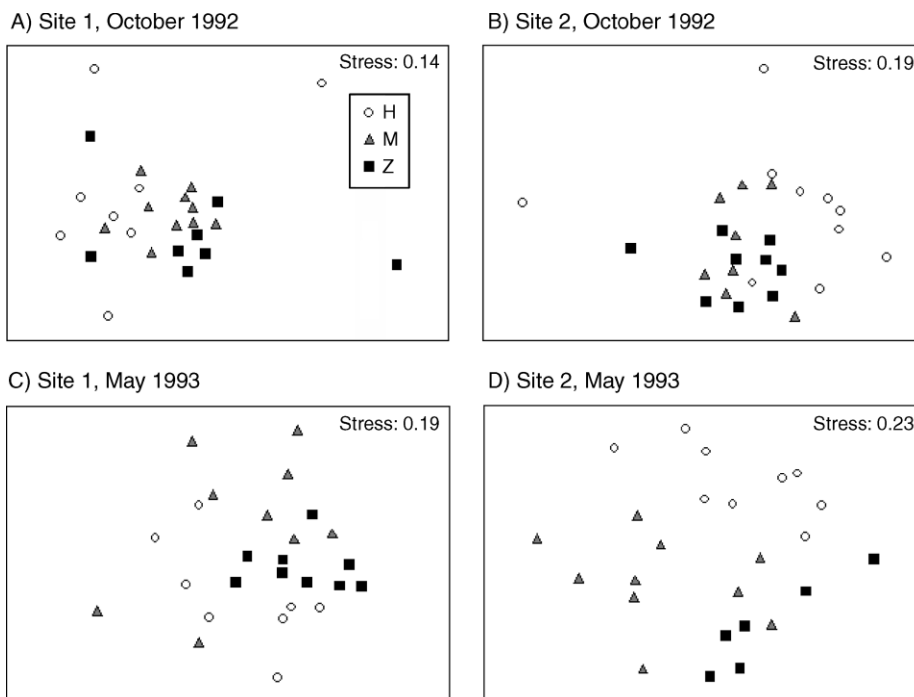 A) Site 1, October 1992
Stress: 0.14
H
M
Z
B) Site 2, October 1992
Stress: 0.19
C) Site 1, May 1993
Stress: 0.19
D) Site 2, May 1993
Stress: 0.23